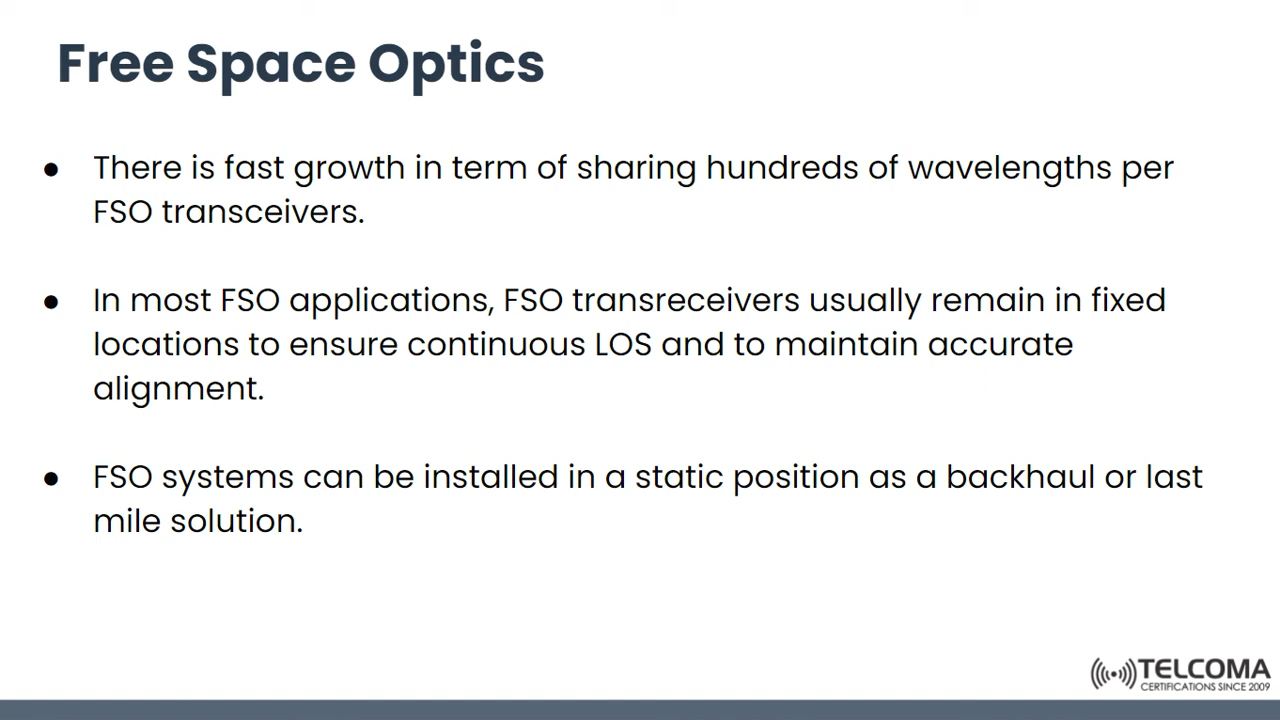 Free Space Optics
● There is fast growth in term of sharing hundreds of wavelengths per
FSO transceivers.
● In most FSO applications, FSO transreceivers usually remain in fixed
locations to ensure continuous LOS and to maintain accurate
alignment.
● FSO systems can be installed in a static position as a backhaul or last
mile solution.
TELCOMA
CERTIFICATIONS SINCE 2009